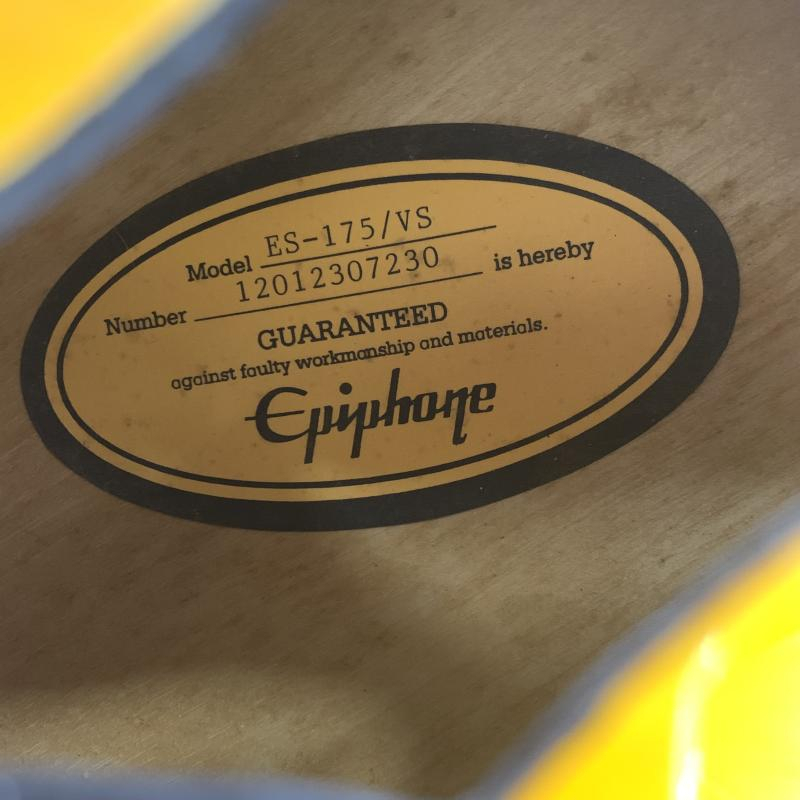 Model ES-175/VS
Number 12012307230 is hereby
GUARANTEED
against faulty workmanship and materials.
Epiphone